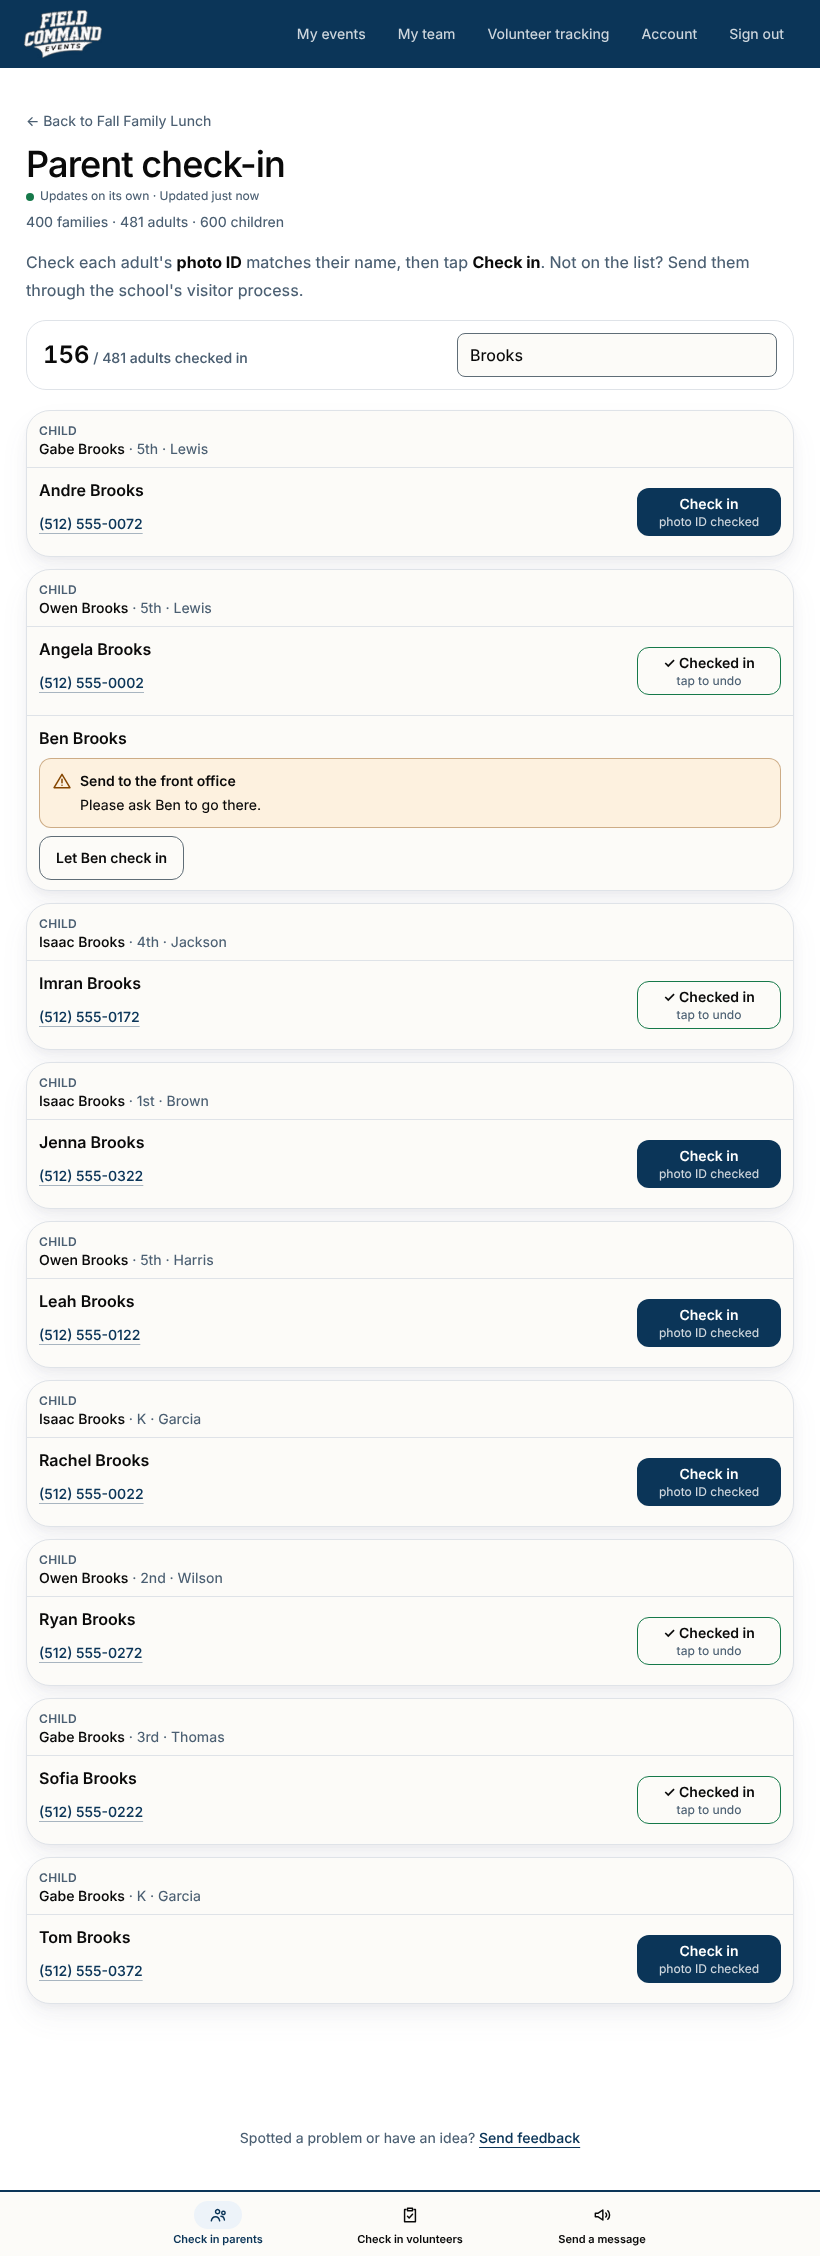 FIELD
COMMAND
EVENTS
My events
My team
Volunteer tracking
Account
Sign out
← Back to Fall Family Lunch
Parent check-in
Updates on its own · Updated just now
400 families · 481 adults · 600 children
Check each adult's photo ID matches their name, then tap Check in. Not on the list? Send them
through the school's visitor process.
156 / 481 adults checked in
Brooks
CHILD
Gabe Brooks · 5th · Lewis
Andre Brooks
(512) 555-0072
Check in
photo ID checked
CHILD
Owen Brooks · 5th · Lewis
Angela Brooks
(512) 555-0002
✓ Checked in
tap to undo
Ben Brooks
Send to the front office
Please ask Ben to go there.
Let Ben check in
CHILD
Isaac Brooks · 4th · Jackson
Imran Brooks
(512) 555-0172
✓ Checked in
tap to undo
CHILD
Isaac Brooks · 1st · Brown
Jenna Brooks
(512) 555-0322
Check in
photo ID checked
CHILD
Owen Brooks · 5th · Harris
Leah Brooks
(512) 555-0122
Check in
photo ID checked
CHILD
Isaac Brooks · K · Garcia
Rachel Brooks
(512) 555-0022
Check in
photo ID checked
CHILD
Owen Brooks · 2nd · Wilson
Ryan Brooks
(512) 555-0272
✓ Checked in
tap to undo
CHILD
Gabe Brooks · 3rd · Thomas
Sofia Brooks
(512) 555-0222
✓ Checked in
tap to undo
CHILD
Gabe Brooks · K · Garcia
Tom Brooks
(512) 555-0372
Check in
photo ID checked
Spotted a problem or have an idea? Send feedback
Check in parents
Check in volunteers
Send a message